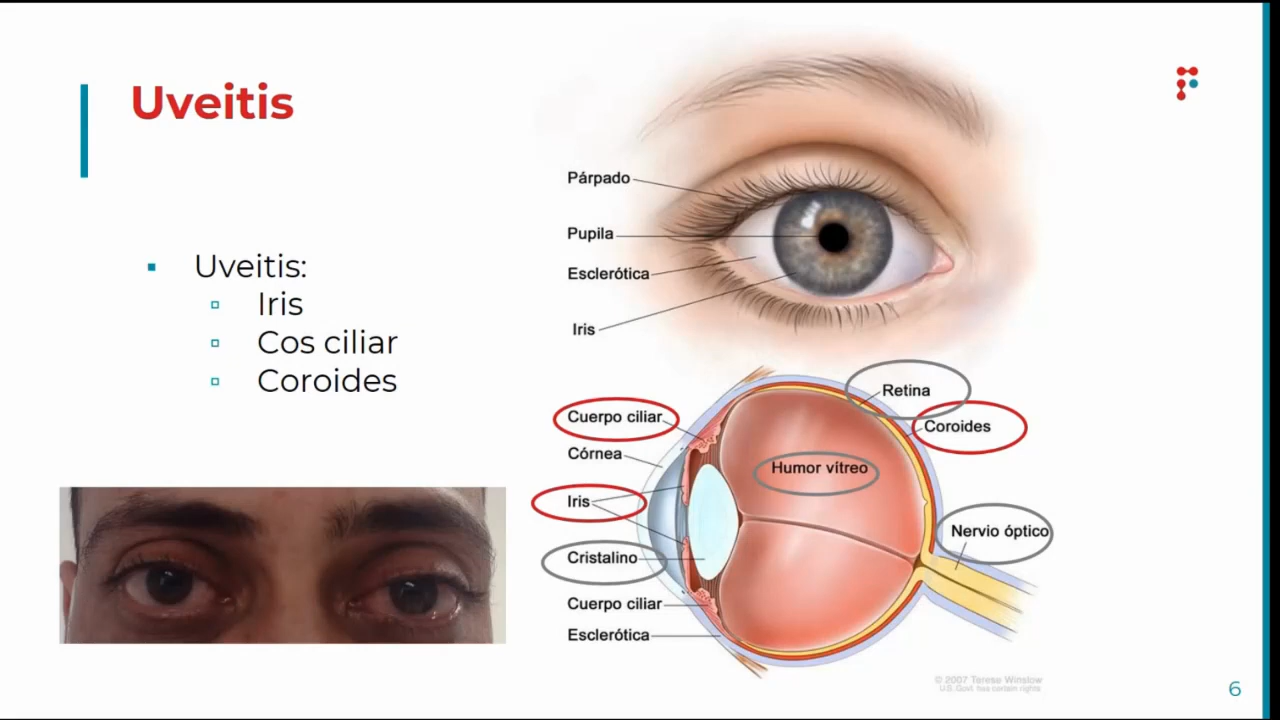 Uveitis
Uveitis:
Iris
Cos ciliar
Coroides
Párpado
Pupila
Esclerótica
Iris
Retina
Cuerpo ciliar
Coroides
Córnea
Humor vítreo
Iris
Nervio óptico
Cristalino
Cuerpo ciliar
Esclerótica
© 2007 Terese Winslow
U.S. Govt. has certain rights
6